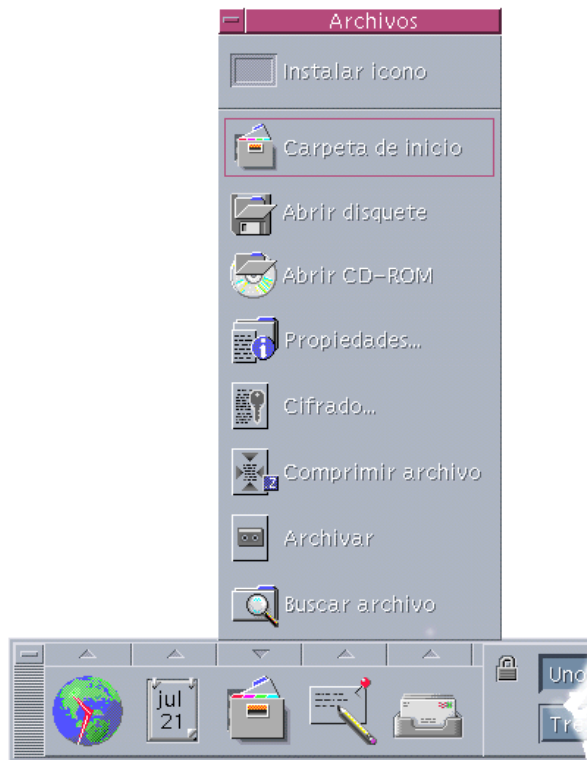 Archivos
Instalar icono
Carpeta de inicio
Abrir disquete
Abrir CD-ROM
Propiedades...
Cifrado...
Comprimir archivo
.Z
Archivar
Buscar archivo
jul
21
Uno
Tre